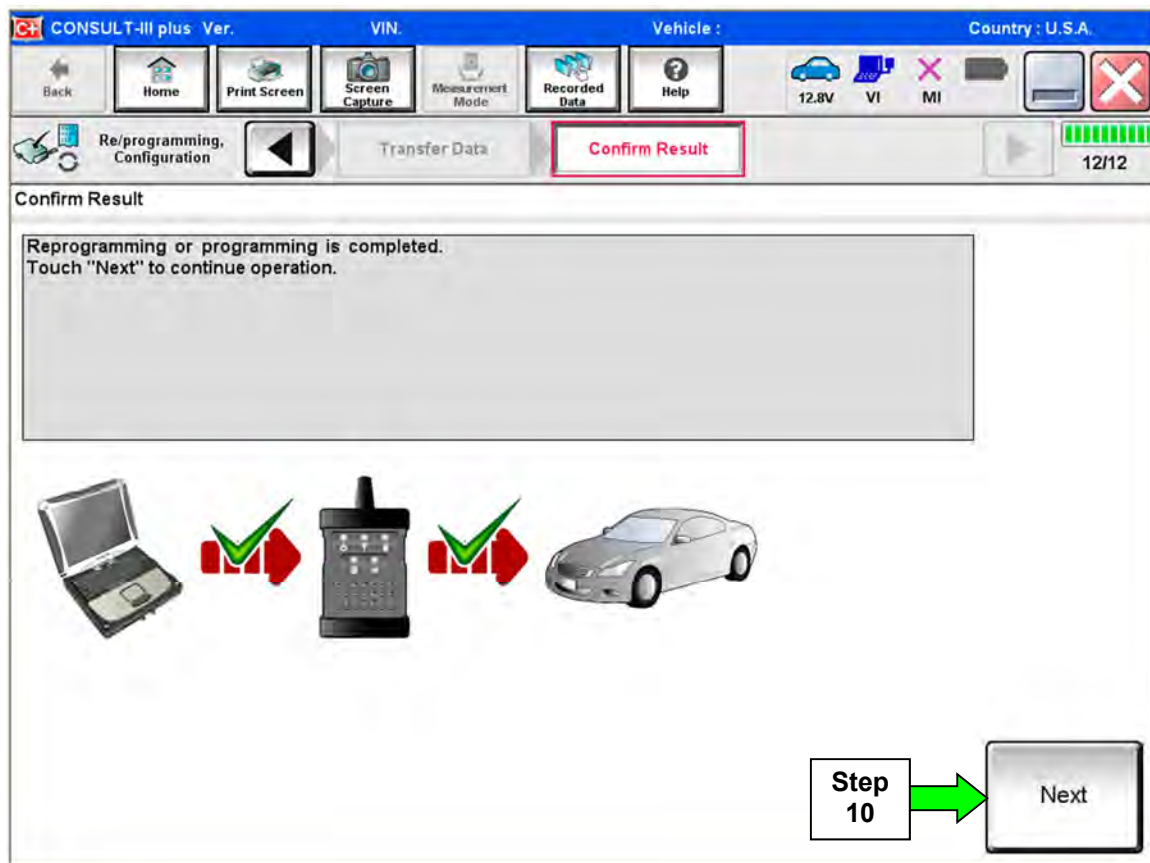 C+ CONSULT-III plus Ver. VIN: Vehicle : Country : U.S.A.
Back Home Print Screen Screen Capture Measurement Mode Recorded Data Help 12.8V VI MI
Re/programming, Configuration Transfer Data Confirm Result 12/12
Confirm Result
Reprogramming or programming is completed.
Touch "Next" to continue operation.
Step
10
Next